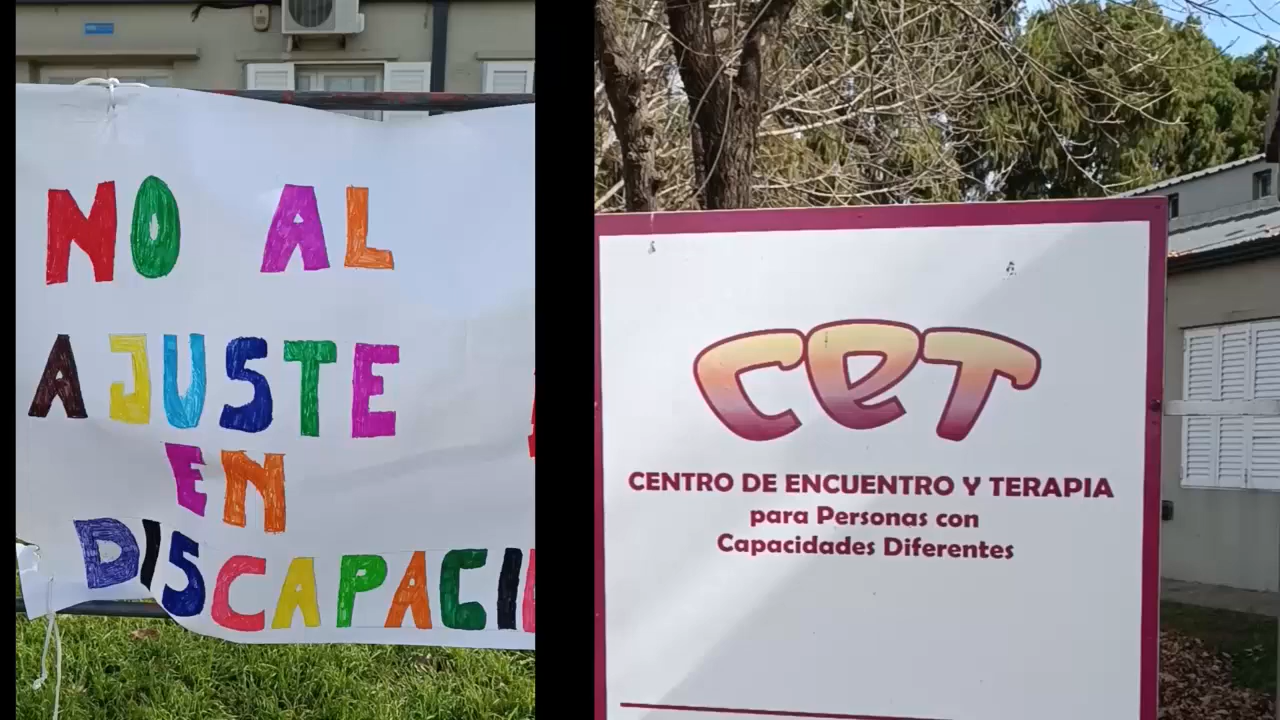 NO AL
AJUSTE
EN
DISCAPACI
CET
CENTRO DE ENCUENTRO Y TERAPIA
para Personas con
Capacidades Diferentes